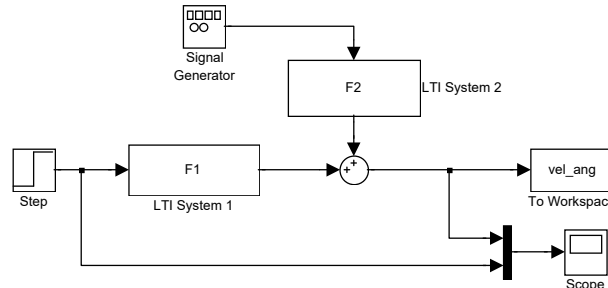 Signal
Generator
F2
LTI System 2
F1
LTI System 1
Step
vel_ang
To Workspac
Scope